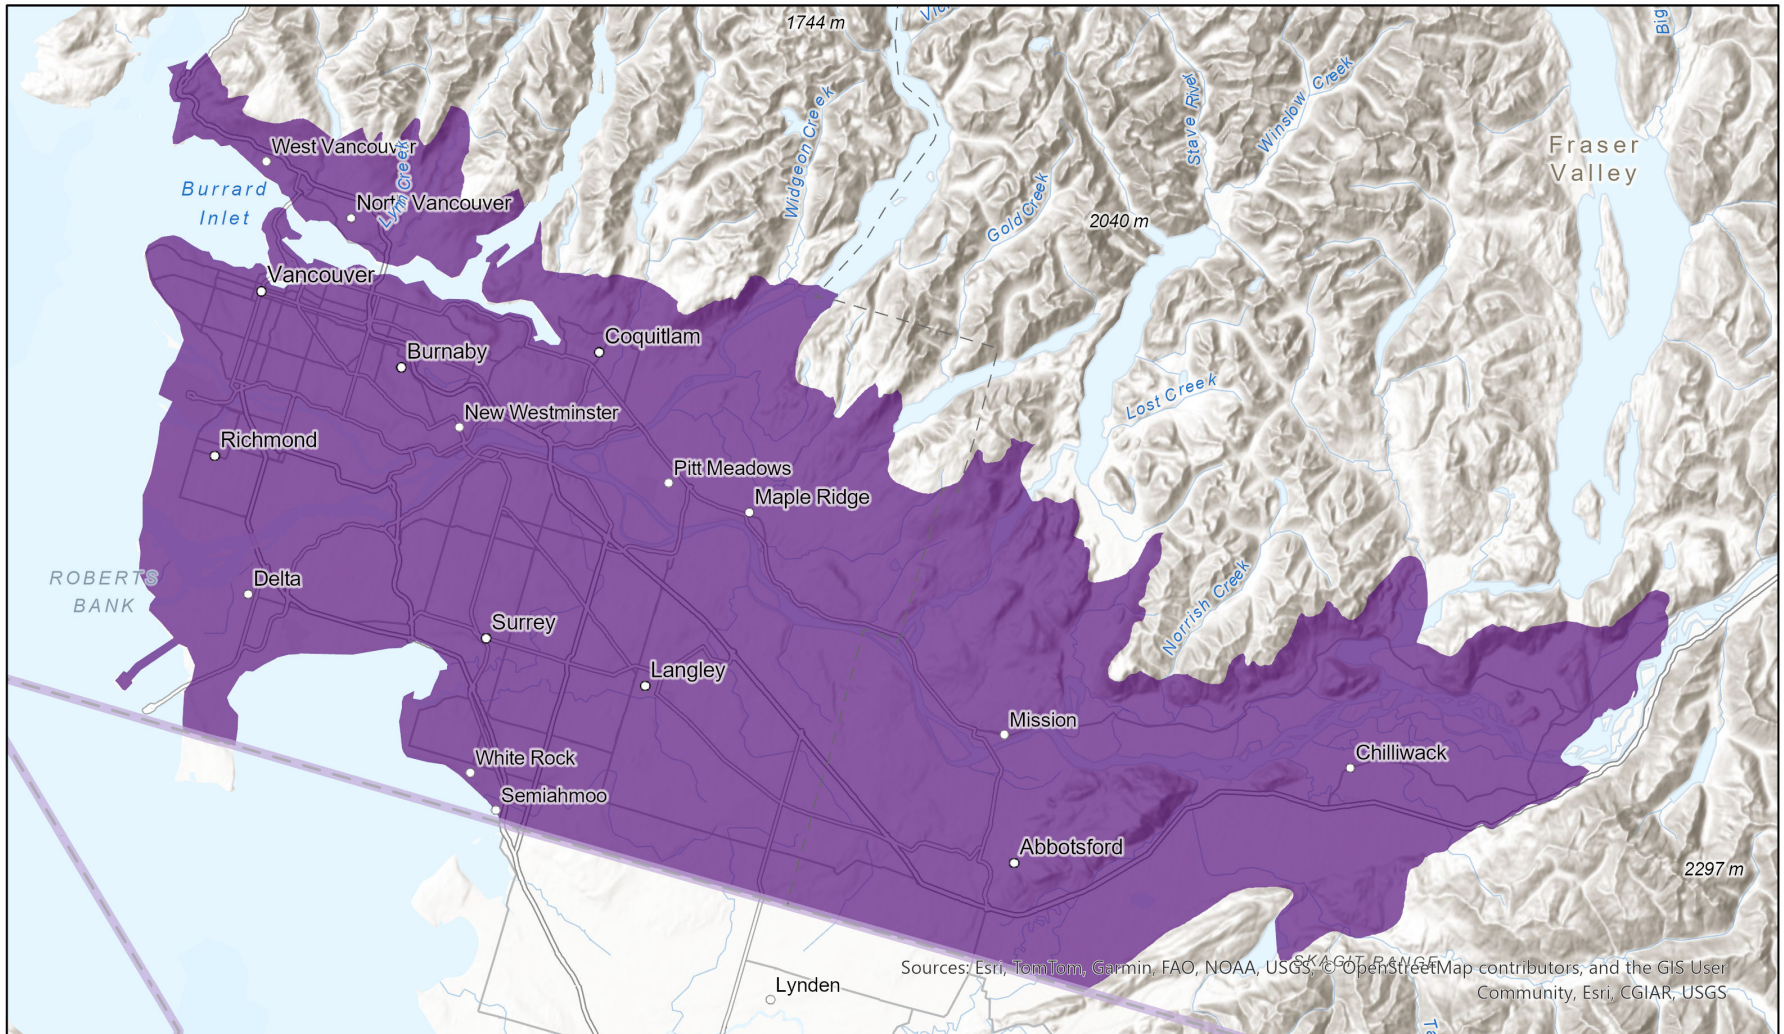 1744 m
Stave River
Winslow Creek
Widgeon Creek
Fraser
Valley
West Vancouver
Lynn Creek
Burrard
Inlet
North Vancouver
Gold Creek
2040 m
Vancouver
Coquitlam
Burnaby
Lost Creek
New Westminster
Richmond
Pitt Meadows
Maple Ridge
ROBERTS
BANK
Delta
Norrish Creek
Surrey
Langley
Mission
White Rock
Chilliwack
Semiahmoo
Abbotsford
2297 m
SKAGIT RANGE
Lynden
Sources: Esri, TomTom, Garmin, FAO, NOAA, USGS, © OpenStreetMap contributors, and the GIS User
Community, Esri, CGIAR, USGS